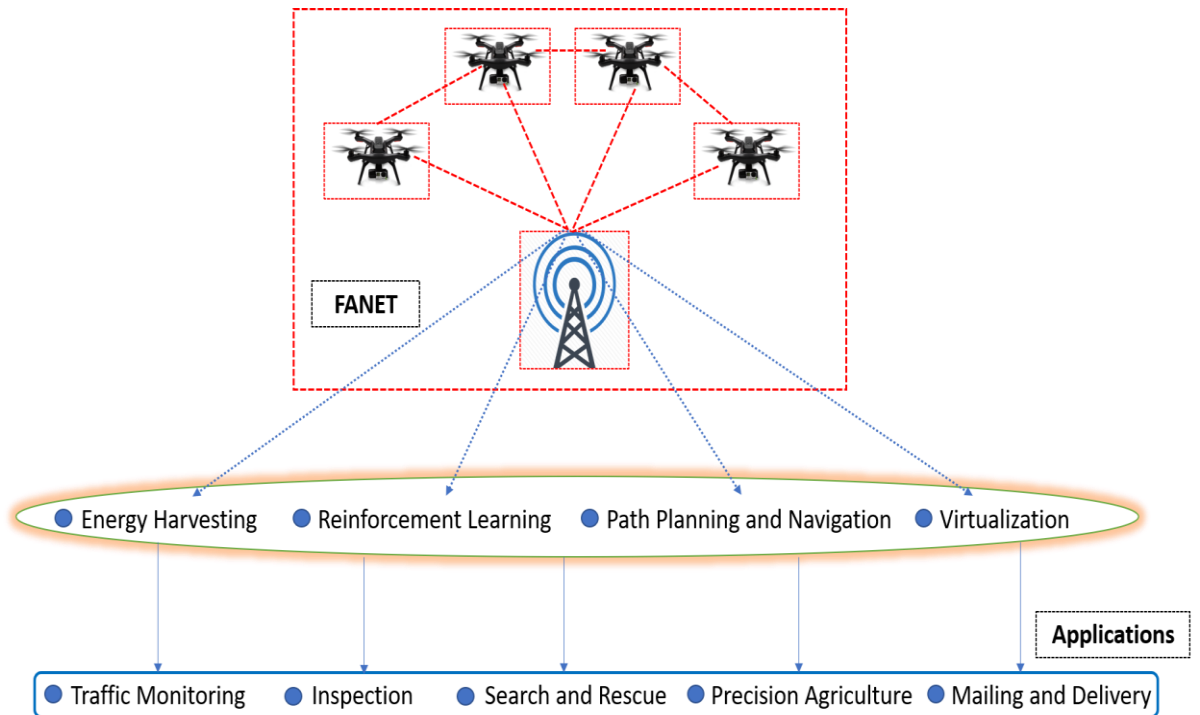 FANET
Energy Harvesting
Reinforcement Learning
Path Planning and Navigation
Virtualization
Applications
Traffic Monitoring
Inspection
Search and Rescue
Precision Agriculture
Mailing and Delivery